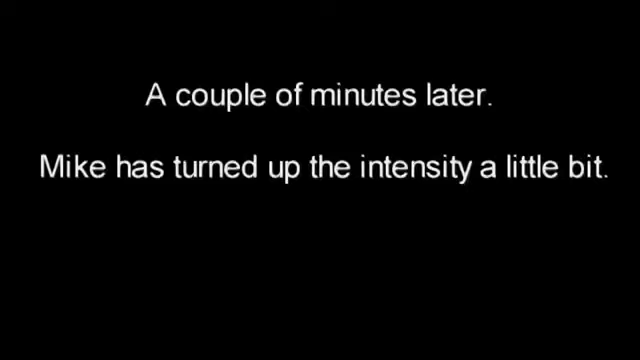 A couple of minutes later.
Mike has turned up the intensity a little bit.